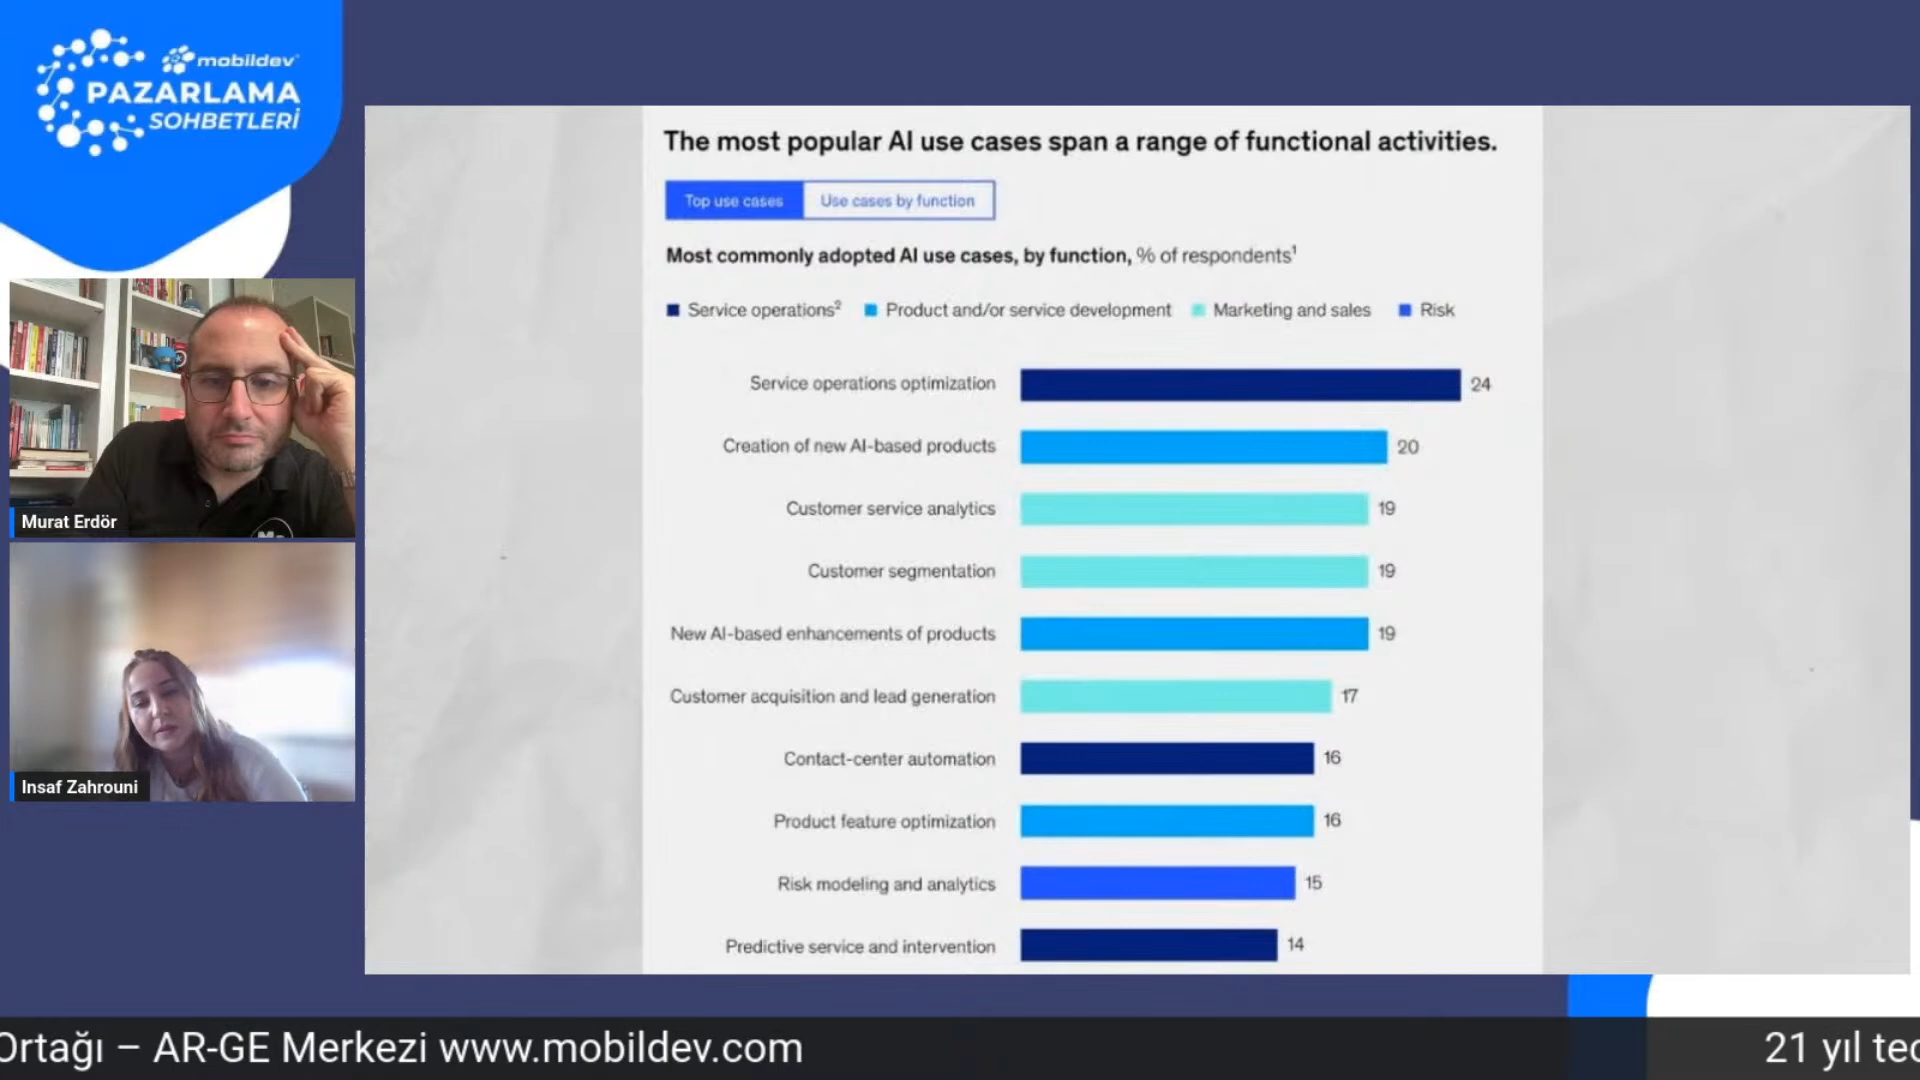 mobildev
PAZARLAMA
SOHBETLERİ
Murat Erdör
Insaf Zahrouni
The most popular AI use cases span a range of functional activities.
Top use cases
Use cases by function
Most commonly adopted AI use cases, by function, % of respondents¹
Service operations²
Product and/or service development
Marketing and sales
Risk
Service operations optimization 24
Creation of new AI-based products 20
Customer service analytics 19
Customer segmentation 19
New AI-based enhancements of products 19
Customer acquisition and lead generation 17
Contact-center automation 16
Product feature optimization 16
Risk modeling and analytics 15
Predictive service and intervention 14
Ortağı – AR-GE Merkezi www.mobildev.com
21 yıl tec